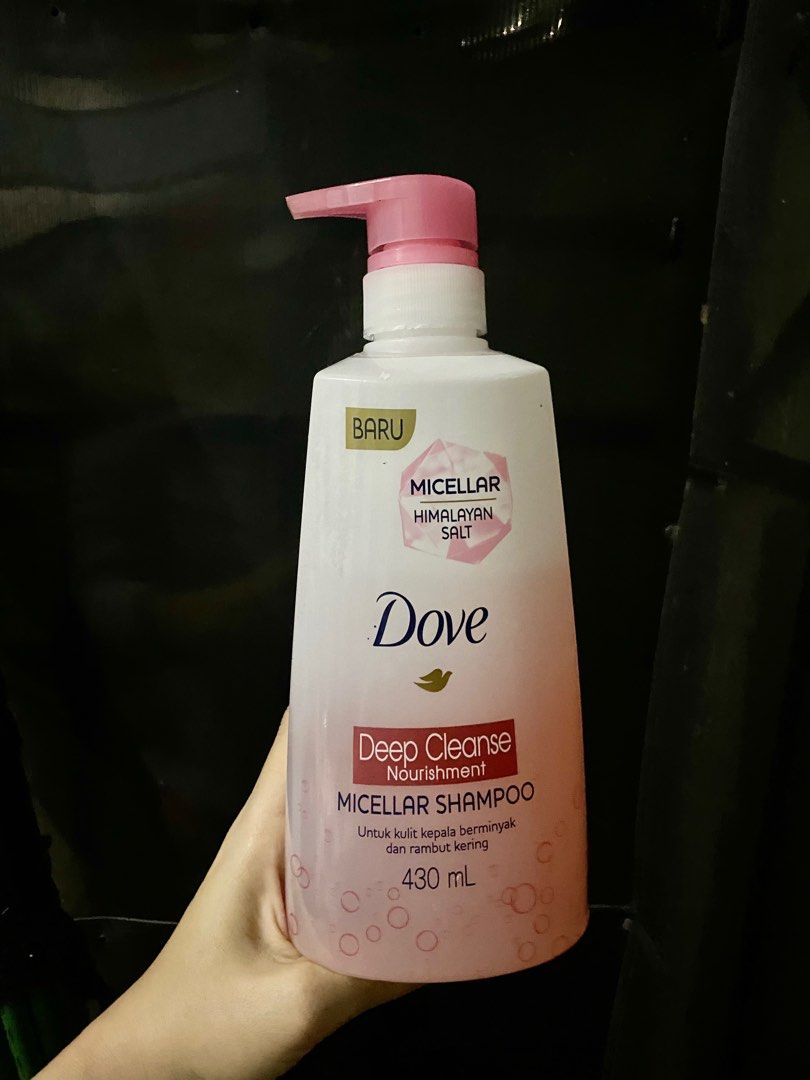 BARU
MICELLAR
HIMALAYAN
SALT
Dove
Deep Cleanse
Nourishment
MICELLAR SHAMPOO
Untuk kulit kepala berminyak
dan rambut kering
430 mL